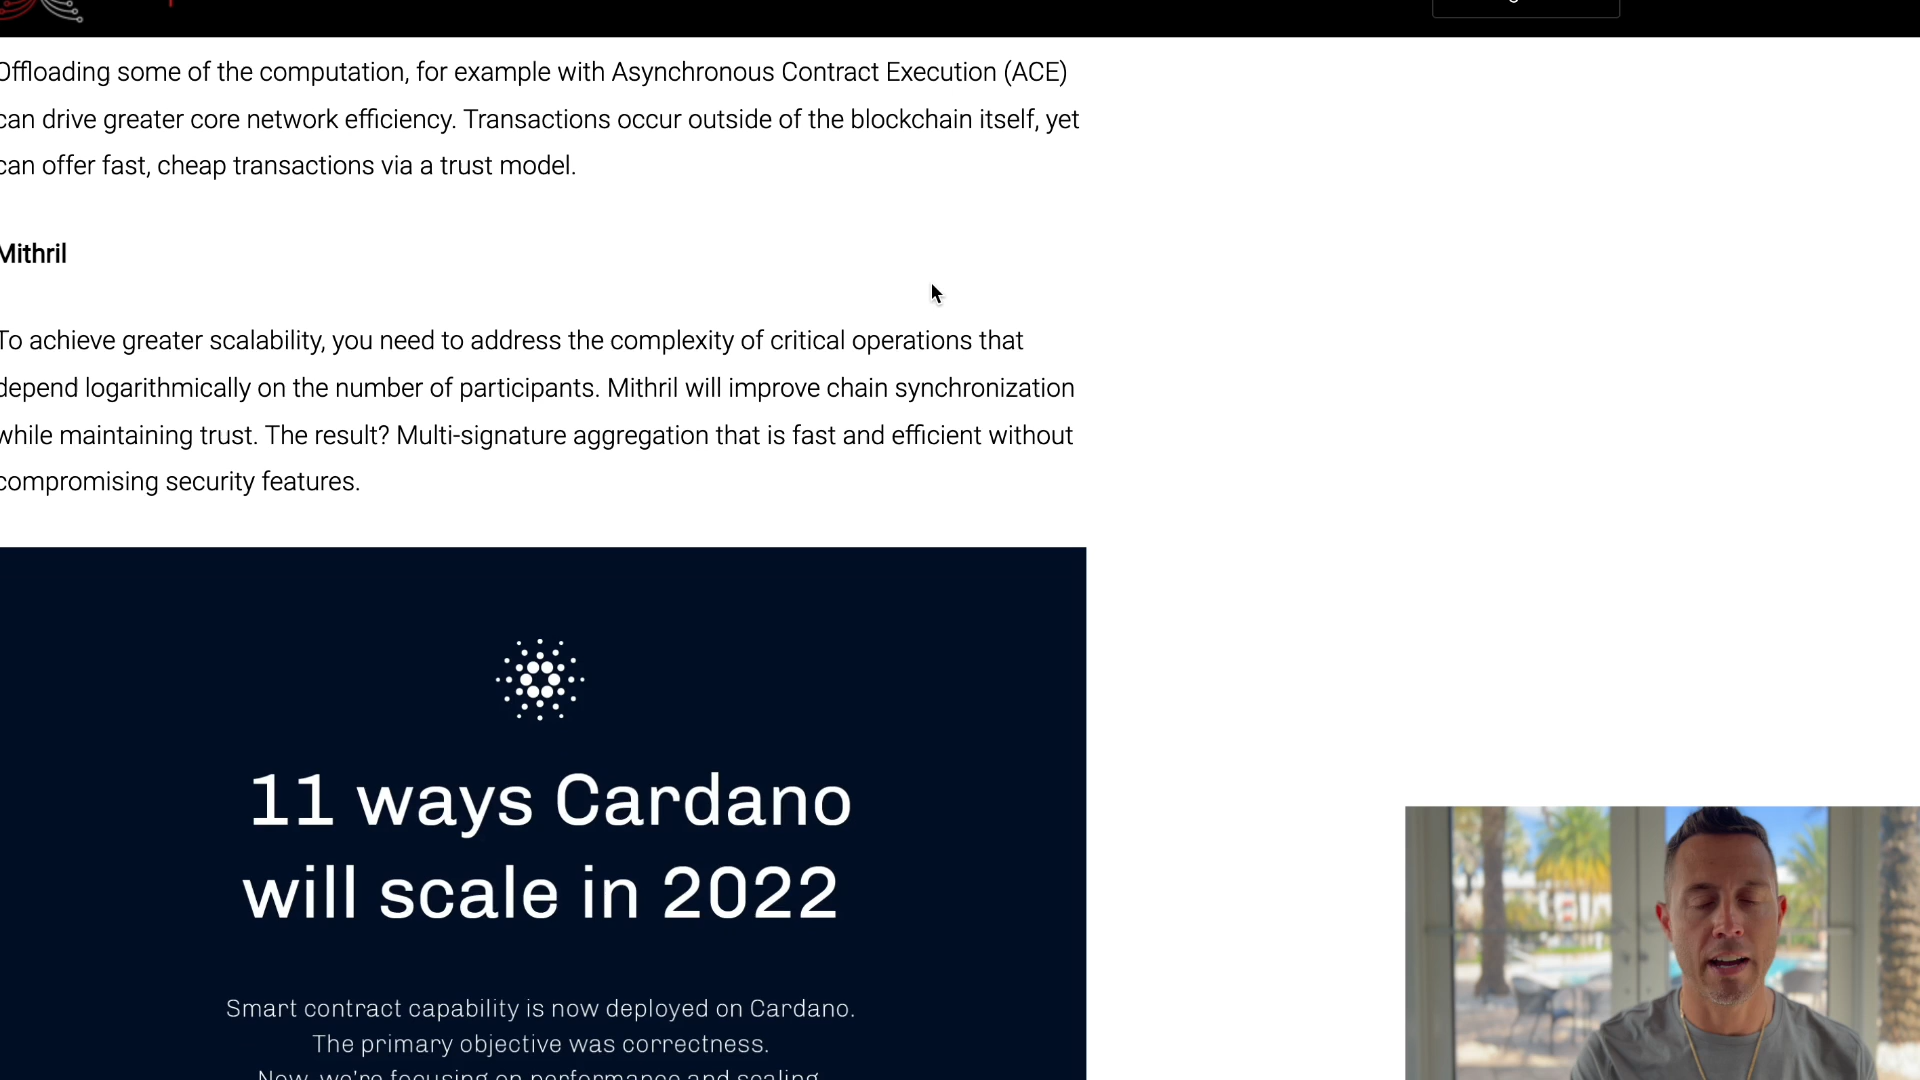 Offloading some of the computation, for example with Asynchronous Contract Execution (ACE)
can drive greater core network efficiency. Transactions occur outside of the blockchain itself, yet
can offer fast, cheap transactions via a trust model.
Mithril
To achieve greater scalability, you need to address the complexity of critical operations that
depend logarithmically on the number of participants. Mithril will improve chain synchronization
while maintaining trust. The result? Multi-signature aggregation that is fast and efficient without
compromising security features.
11 ways Cardano
will scale in 2022
Smart contract capability is now deployed on Cardano.
The primary objective was correctness.
Now, we're focusing on performance and scaling